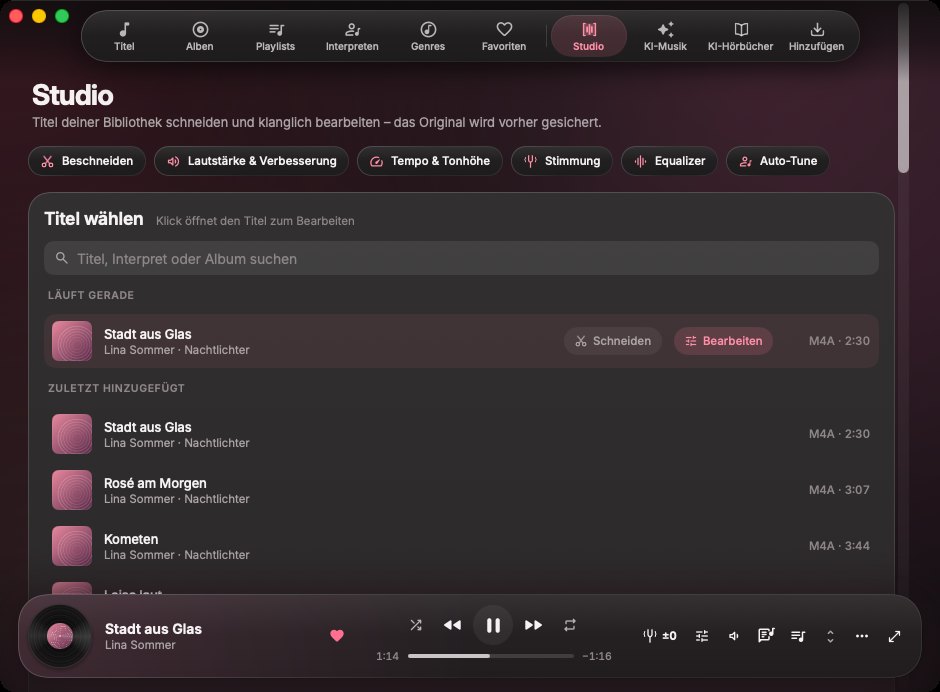 Titel
Alben
Playlists
Interpreten
Genres
Favoriten
Studio
KI-Musik
KI-Hörbücher
Hinzufügen
Studio
Titel deiner Bibliothek schneiden und klanglich bearbeiten – das Original wird vorher gesichert.
Beschneiden
Lautstärke & Verbesserung
Tempo & Tonhöhe
Stimmung
Equalizer
Auto-Tune
Titel wählen Klick öffnet den Titel zum Bearbeiten
Titel, Interpret oder Album suchen
LÄUFT GERADE
Stadt aus Glas
Lina Sommer · Nachtlichter
Schneiden
Bearbeiten
M4A · 2:30
ZULETZT HINZUGEFÜGT
Stadt aus Glas
Lina Sommer · Nachtlichter
M4A · 2:30
Rosé am Morgen
Lina Sommer · Nachtlichter
M4A · 3:07
Kometen
Lina Sommer · Nachtlichter
M4A · 3:44
Stadt aus Glas
Lina Sommer
1:14
−1:16
±0